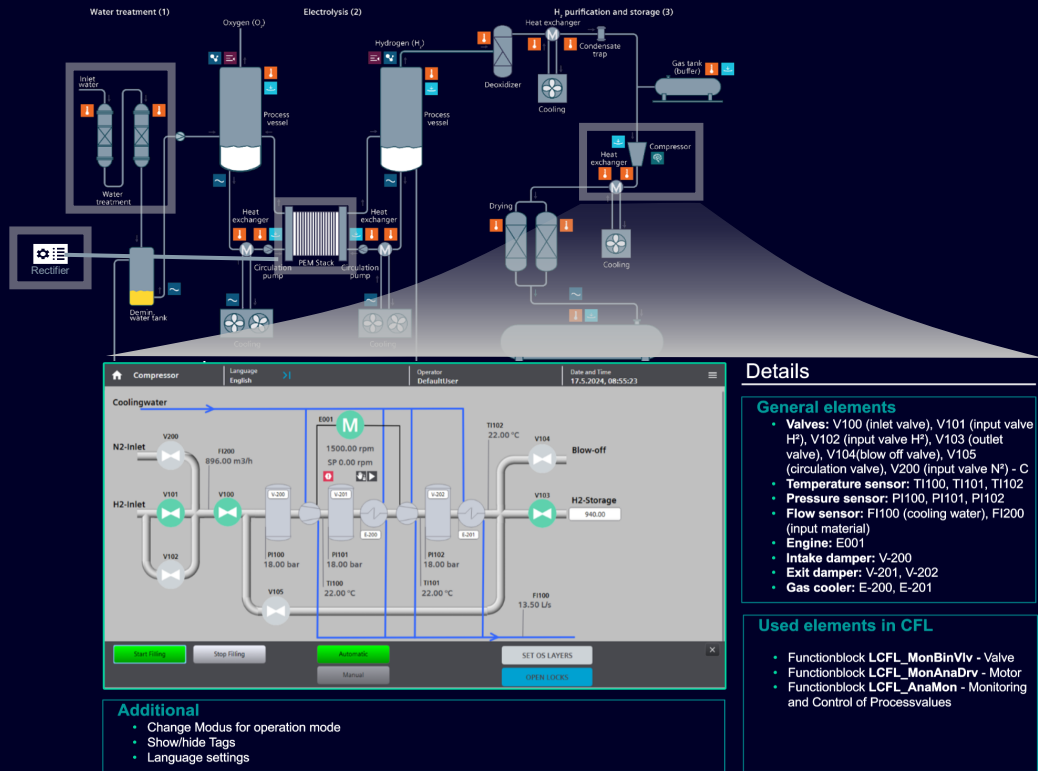 Water treatment (1)
Electrolysis (2)
H₂ purification and storage (3)
Oxygen (O₂)
Hydrogen (H₂)
Heat exchanger
Condensate
trap
Gas tank
(buffer)
Inlet
water
Deoxidizer
Cooling
Process
vessel
Process
vessel
Compressor
Heat
exchanger
Water
treatment
Heat
exchanger
Heat
exchanger
Drying
Rectifier
PEM Stack
Circulation
pump
Circulation
pump
Cooling
Demin.
water tank
Cooling
Cooling
Compressor
Language
English
Operator
DefaultUser
Date and Time
17.5.2024, 08:55:23
Coolingwater
N2-Inlet
V200
FI200
896.00 m3/h
E001
M
1500.00 rpm
SP 0.00 rpm
TI102
22.00 °C
V104
Blow-off
H2-Inlet
V101
V100
V-200
V-201
E-200
V-202
E-201
V103
H2-Storage
940.00
V102
PI100
18.00 bar
PI101
18.00 bar
PI102
18.00 bar
TI100
22.00 °C
TI101
22.00 °C
V105
FI100
13.50 L/s
Start Filling
Stop Filling
Automatic
Manual
SET OS LAYERS
OPEN LOCKS
Details
General elements
• Valves: V100 (inlet valve), V101 (input valve
H²), V102 (input valve H²), V103 (outlet
valve), V104(blow off valve), V105
(circulation valve), V200 (input valve N²) - C
• Temperature sensor: TI100, TI101, TI102
• Pressure sensor: PI100, PI101, PI102
• Flow sensor: FI100 (cooling water), FI200
(input material)
• Engine: E001
• Intake damper: V-200
• Exit damper: V-201, V-202
• Gas cooler: E-200, E-201
Used elements in CFL
• Functionblock LCFL_MonBinVlv - Valve
• Functionblock LCFL_MonAnaDrv - Motor
• Functionblock LCFL_AnaMon - Monitoring
and Control of Processvalues
Additional
• Change Modus for operation mode
• Show/hide Tags
• Language settings